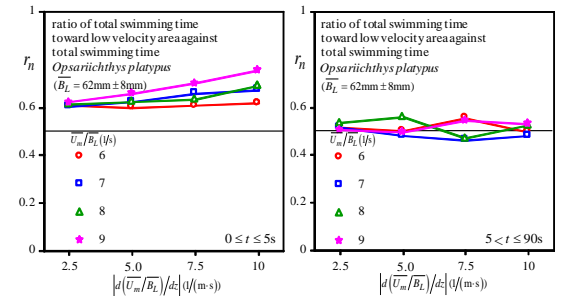 1
0.6
0.4
0.2
0
r_n
ratio of total swimming time
toward low velocity area against
total swimming time
Opsariichthys platypus
(B̅_L = 62mm ± 8mm)
U̅_m/B̅_L (1/s)
6
7
8
9
0 ≤ t ≤ 5s
2.5 5.0 7.5 10
|d(U̅_m/B̅_L)/dz| (1/(m·s))
1
0.6
0.4
0.2
0
r_n
ratio of total swimming time
toward low velocity area against
total swimming time
Opsariichthys platypus
(B̅_L = 62mm ± 8mm)
U̅_m/B̅_L (1/s)
6
7
8
9
5 < t ≤ 90s
2.5 5.0 7.5 10
|d(U̅_m/B̅_L)/dz| (1/(m·s))